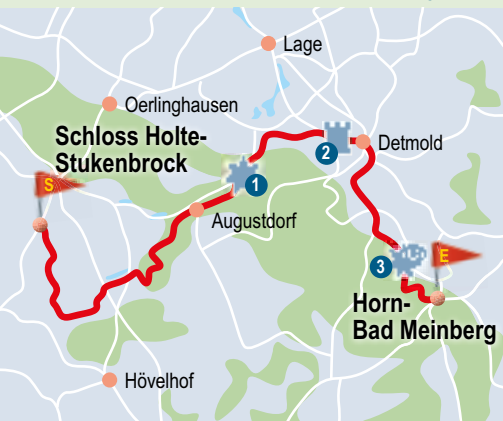 Lage
Oerlinghausen
Schloss Holte-
Stukenbrock
2
Detmold
S
1
Augustdorf
E
3
Horn-
Bad Meinberg
Hövelhof